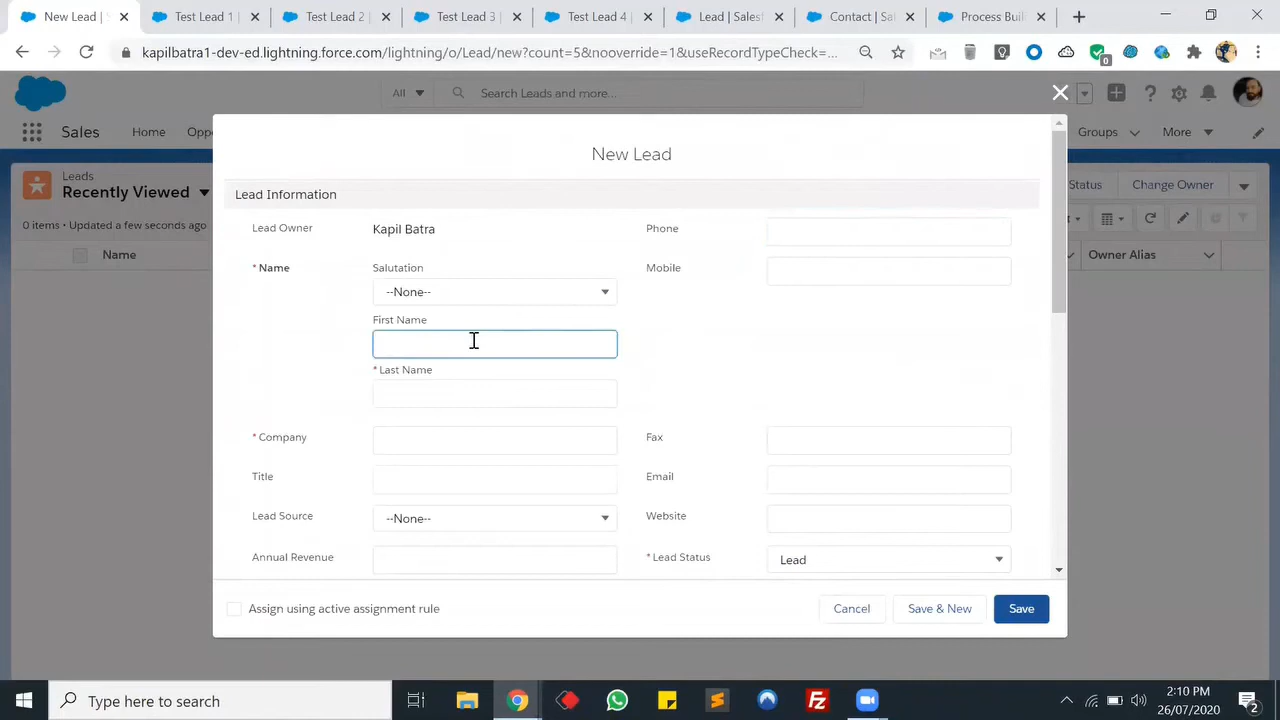 New Lead |
Test Lead 1
Test Lead 2
Test Lead 3
Test Lead 4
Lead | Salesf
Contact | Sa
Process Buil
kapilbatra1-dev-ed.lightning.force.com/lightning/o/Lead/new?count=5&nooverride=1&useRecordTypeCheck=...
0
All
Search Leads and more...
Sales
Home
Oppo
Groups
More
Leads
Recently Viewed
Status
Change Owner
0 items • Updated a few seconds ago
Name
Owner Alias
New Lead
Lead Information
Lead Owner
Kapil Batra
Phone
* Name
Salutation
Mobile
--None--
First Name
* Last Name
* Company
Fax
Title
Email
Lead Source
--None--
Website
Annual Revenue
* Lead Status
Lead
Assign using active assignment rule
Cancel
Save & New
Save
Type here to search
2:10 PM
26/07/2020
2